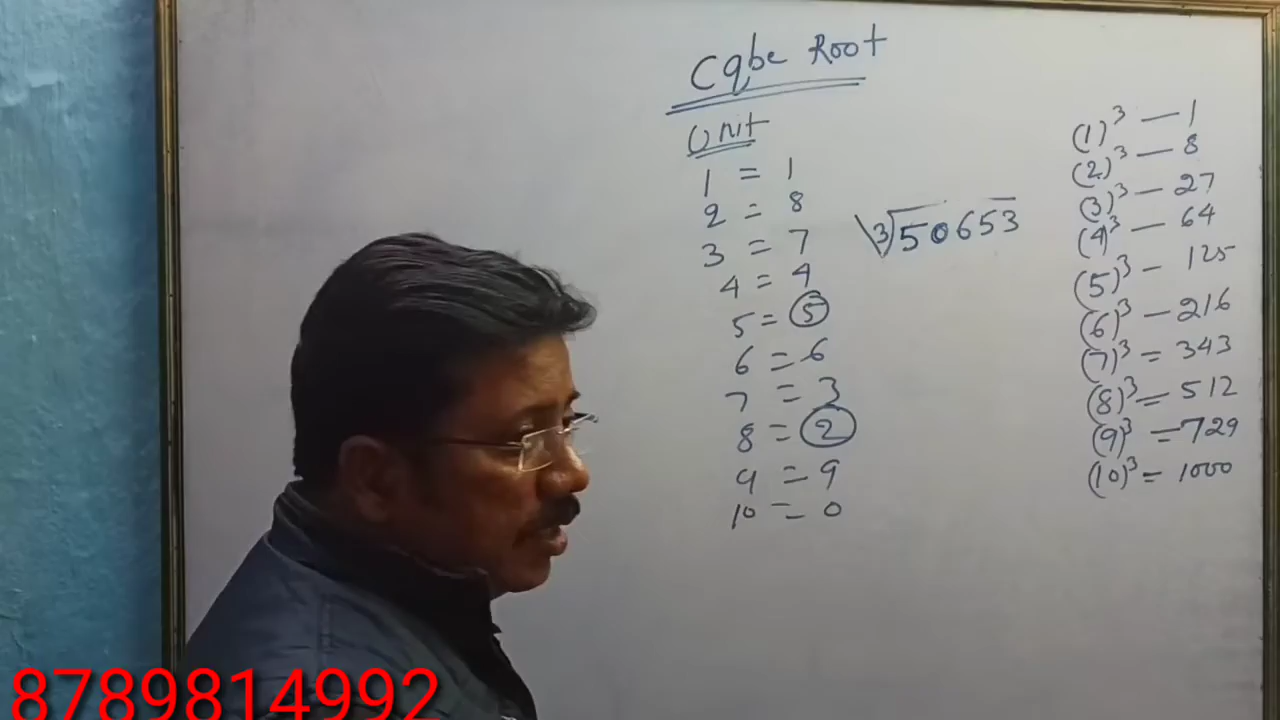 Cqbe Root
Unit
1 = 1
2 = 8
3 = 7
4 = 4
5 = 5
6 = 6
7 = 3
8 = 2
9 = 9
10 = 0
∛50653
(1)³ — 1
(2)³ — 8
(3)³ — 27
(4)³ — 64
(5)³ — 125
(6)³ — 216
(7)³ = 343
(8)³ = 512
(9)³ = 729
(10)³ = 1000
8789814992